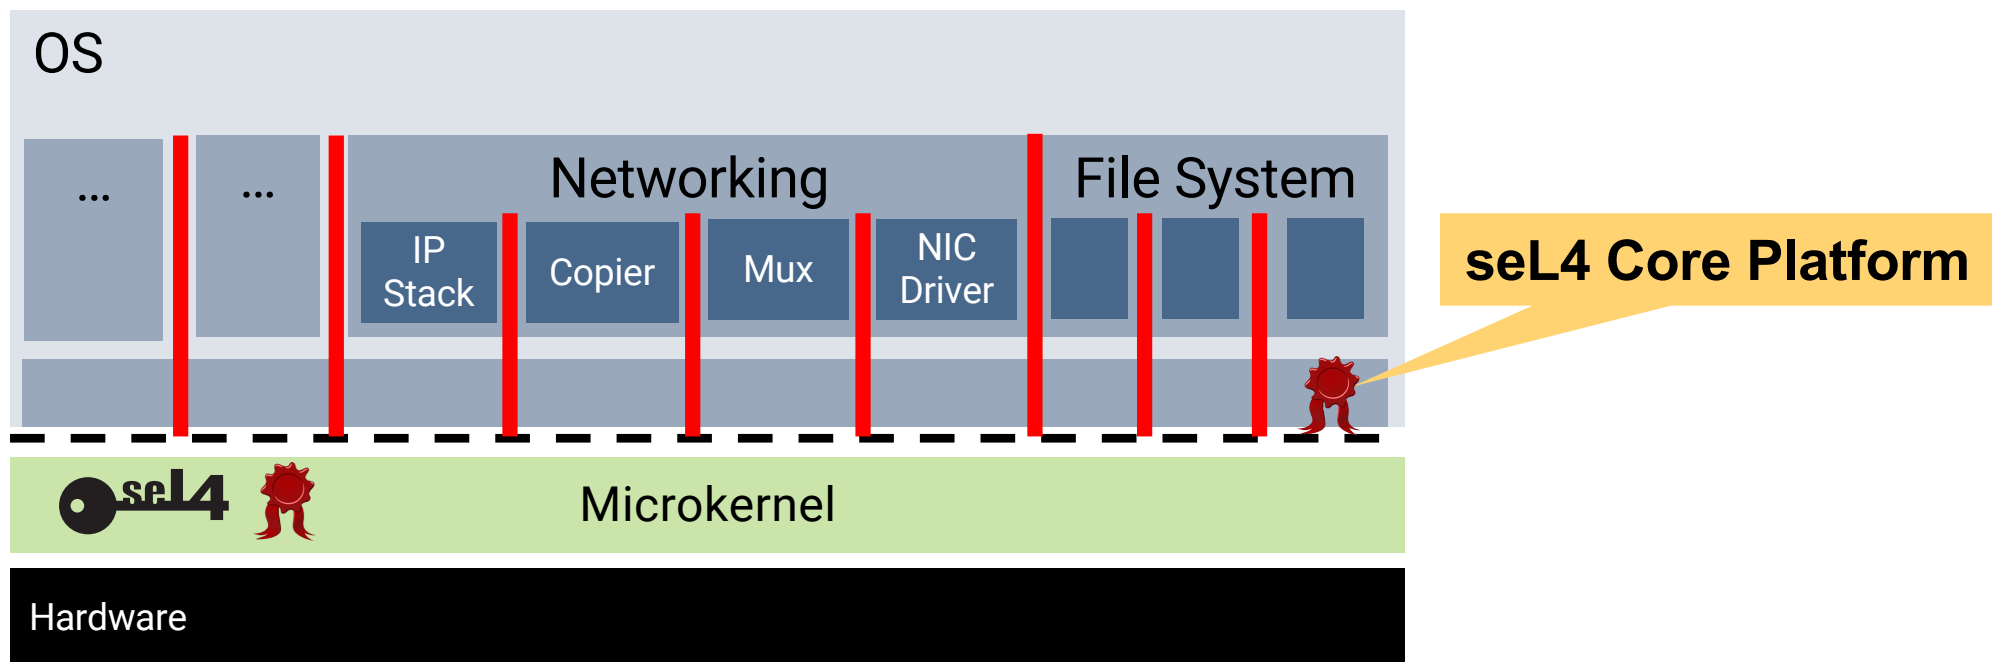 OS
...
...
Networking
File System
IP
Stack
Copier
Mux
NIC
Driver
seL4 Core Platform
seL4
Microkernel
Hardware